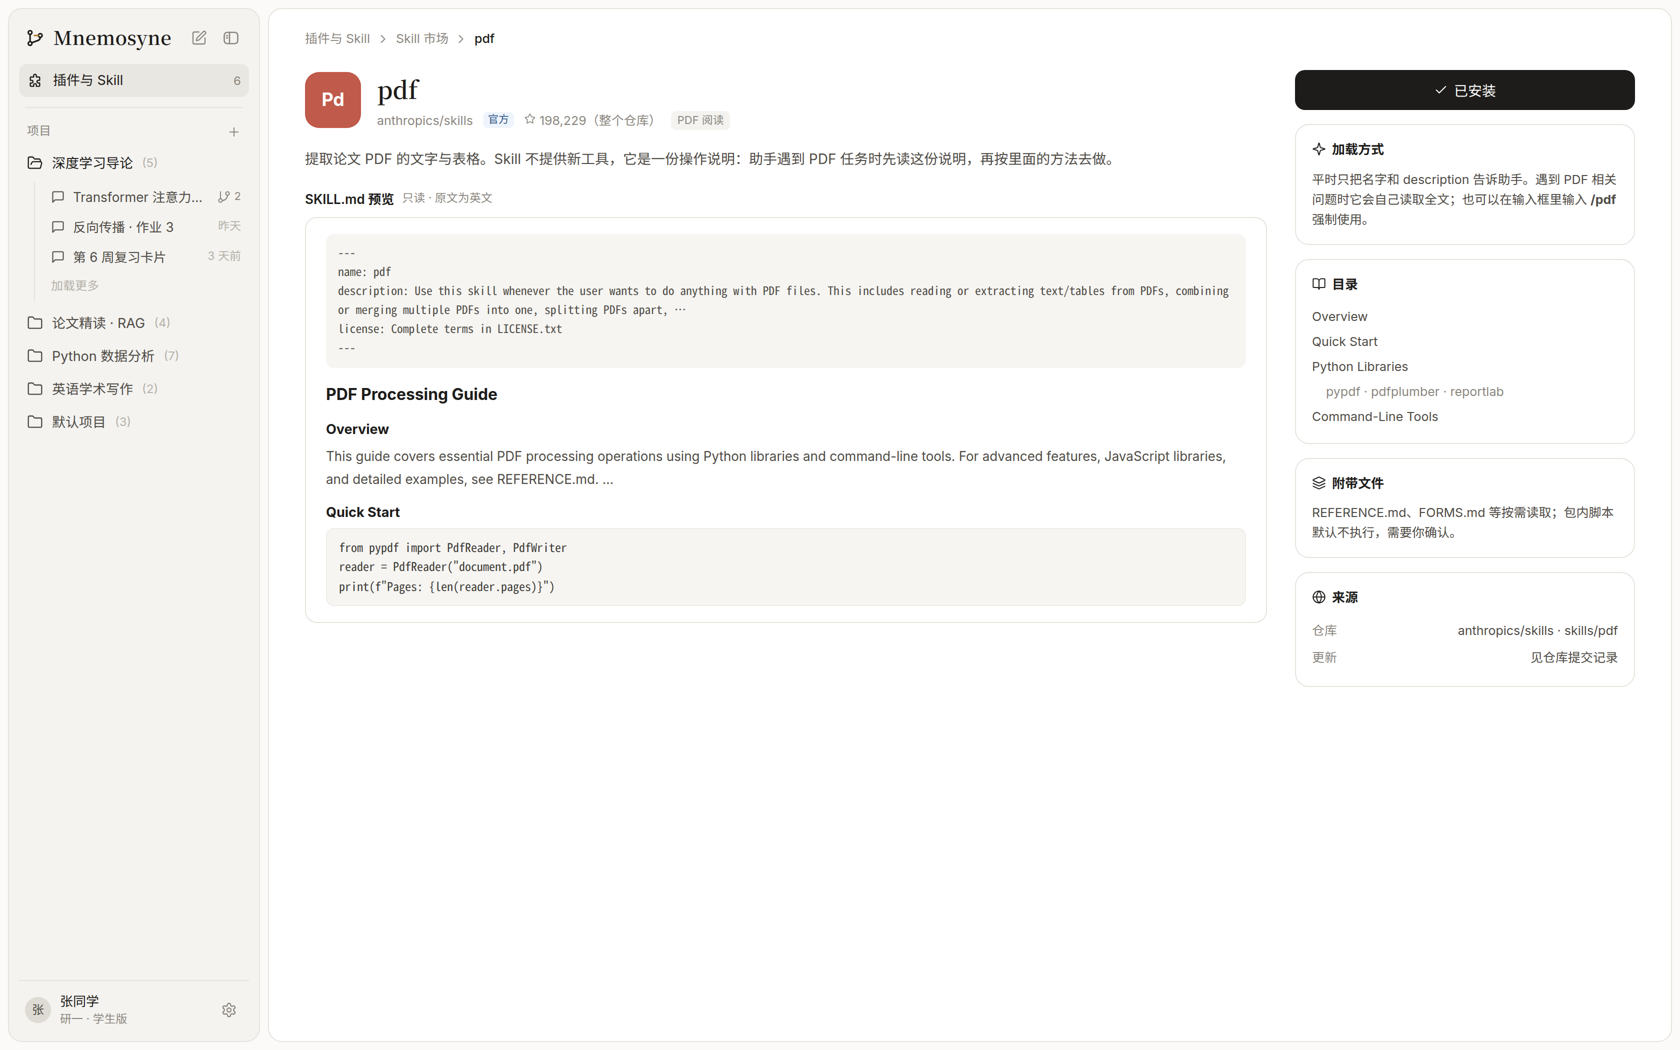 Mnemosyne
插件与 Skill 6
项目
深度学习导论 (5)
Transformer 注意力... 2
反向传播 · 作业 3 昨天
第 6 周复习卡片 3 天前
加载更多
论文精读 · RAG (4)
Python 数据分析 (7)
英语学术写作 (2)
默认项目 (3)
张
张同学
研一 · 学生版
插件与 Skill > Skill 市场 > pdf
Pd
pdf
anthropics/skills 官方 198,229（整个仓库） PDF 阅读
提取论文 PDF 的文字与表格。Skill 不提供新工具，它是一份操作说明：助手遇到 PDF 任务时先读这份说明，再按里面的方法去做。
SKILL.md 预览 只读 · 原文为英文
---
name: pdf
description: Use this skill whenever the user wants to do anything with PDF files. This includes reading or extracting text/tables from PDFs, combining
or merging multiple PDFs into one, splitting PDFs apart, ···
license: Complete terms in LICENSE.txt
---
PDF Processing Guide
Overview
This guide covers essential PDF processing operations using Python libraries and command-line tools. For advanced features, JavaScript libraries,
and detailed examples, see REFERENCE.md. ...
Quick Start
from pypdf import PdfReader, PdfWriter
reader = PdfReader("document.pdf")
print(f"Pages: {len(reader.pages)}")
已安装
加载方式
平时只把名字和 description 告诉助手。遇到 PDF 相关
问题时它会自己读取全文；也可以在输入框里输入 /pdf
强制使用。
目录
Overview
Quick Start
Python Libraries
pypdf · pdfplumber · reportlab
Command-Line Tools
附带文件
REFERENCE.md、FORMS.md 等按需读取；包内脚本
默认不执行，需要你确认。
来源
仓库 anthropics/skills · skills/pdf
更新 见仓库提交记录